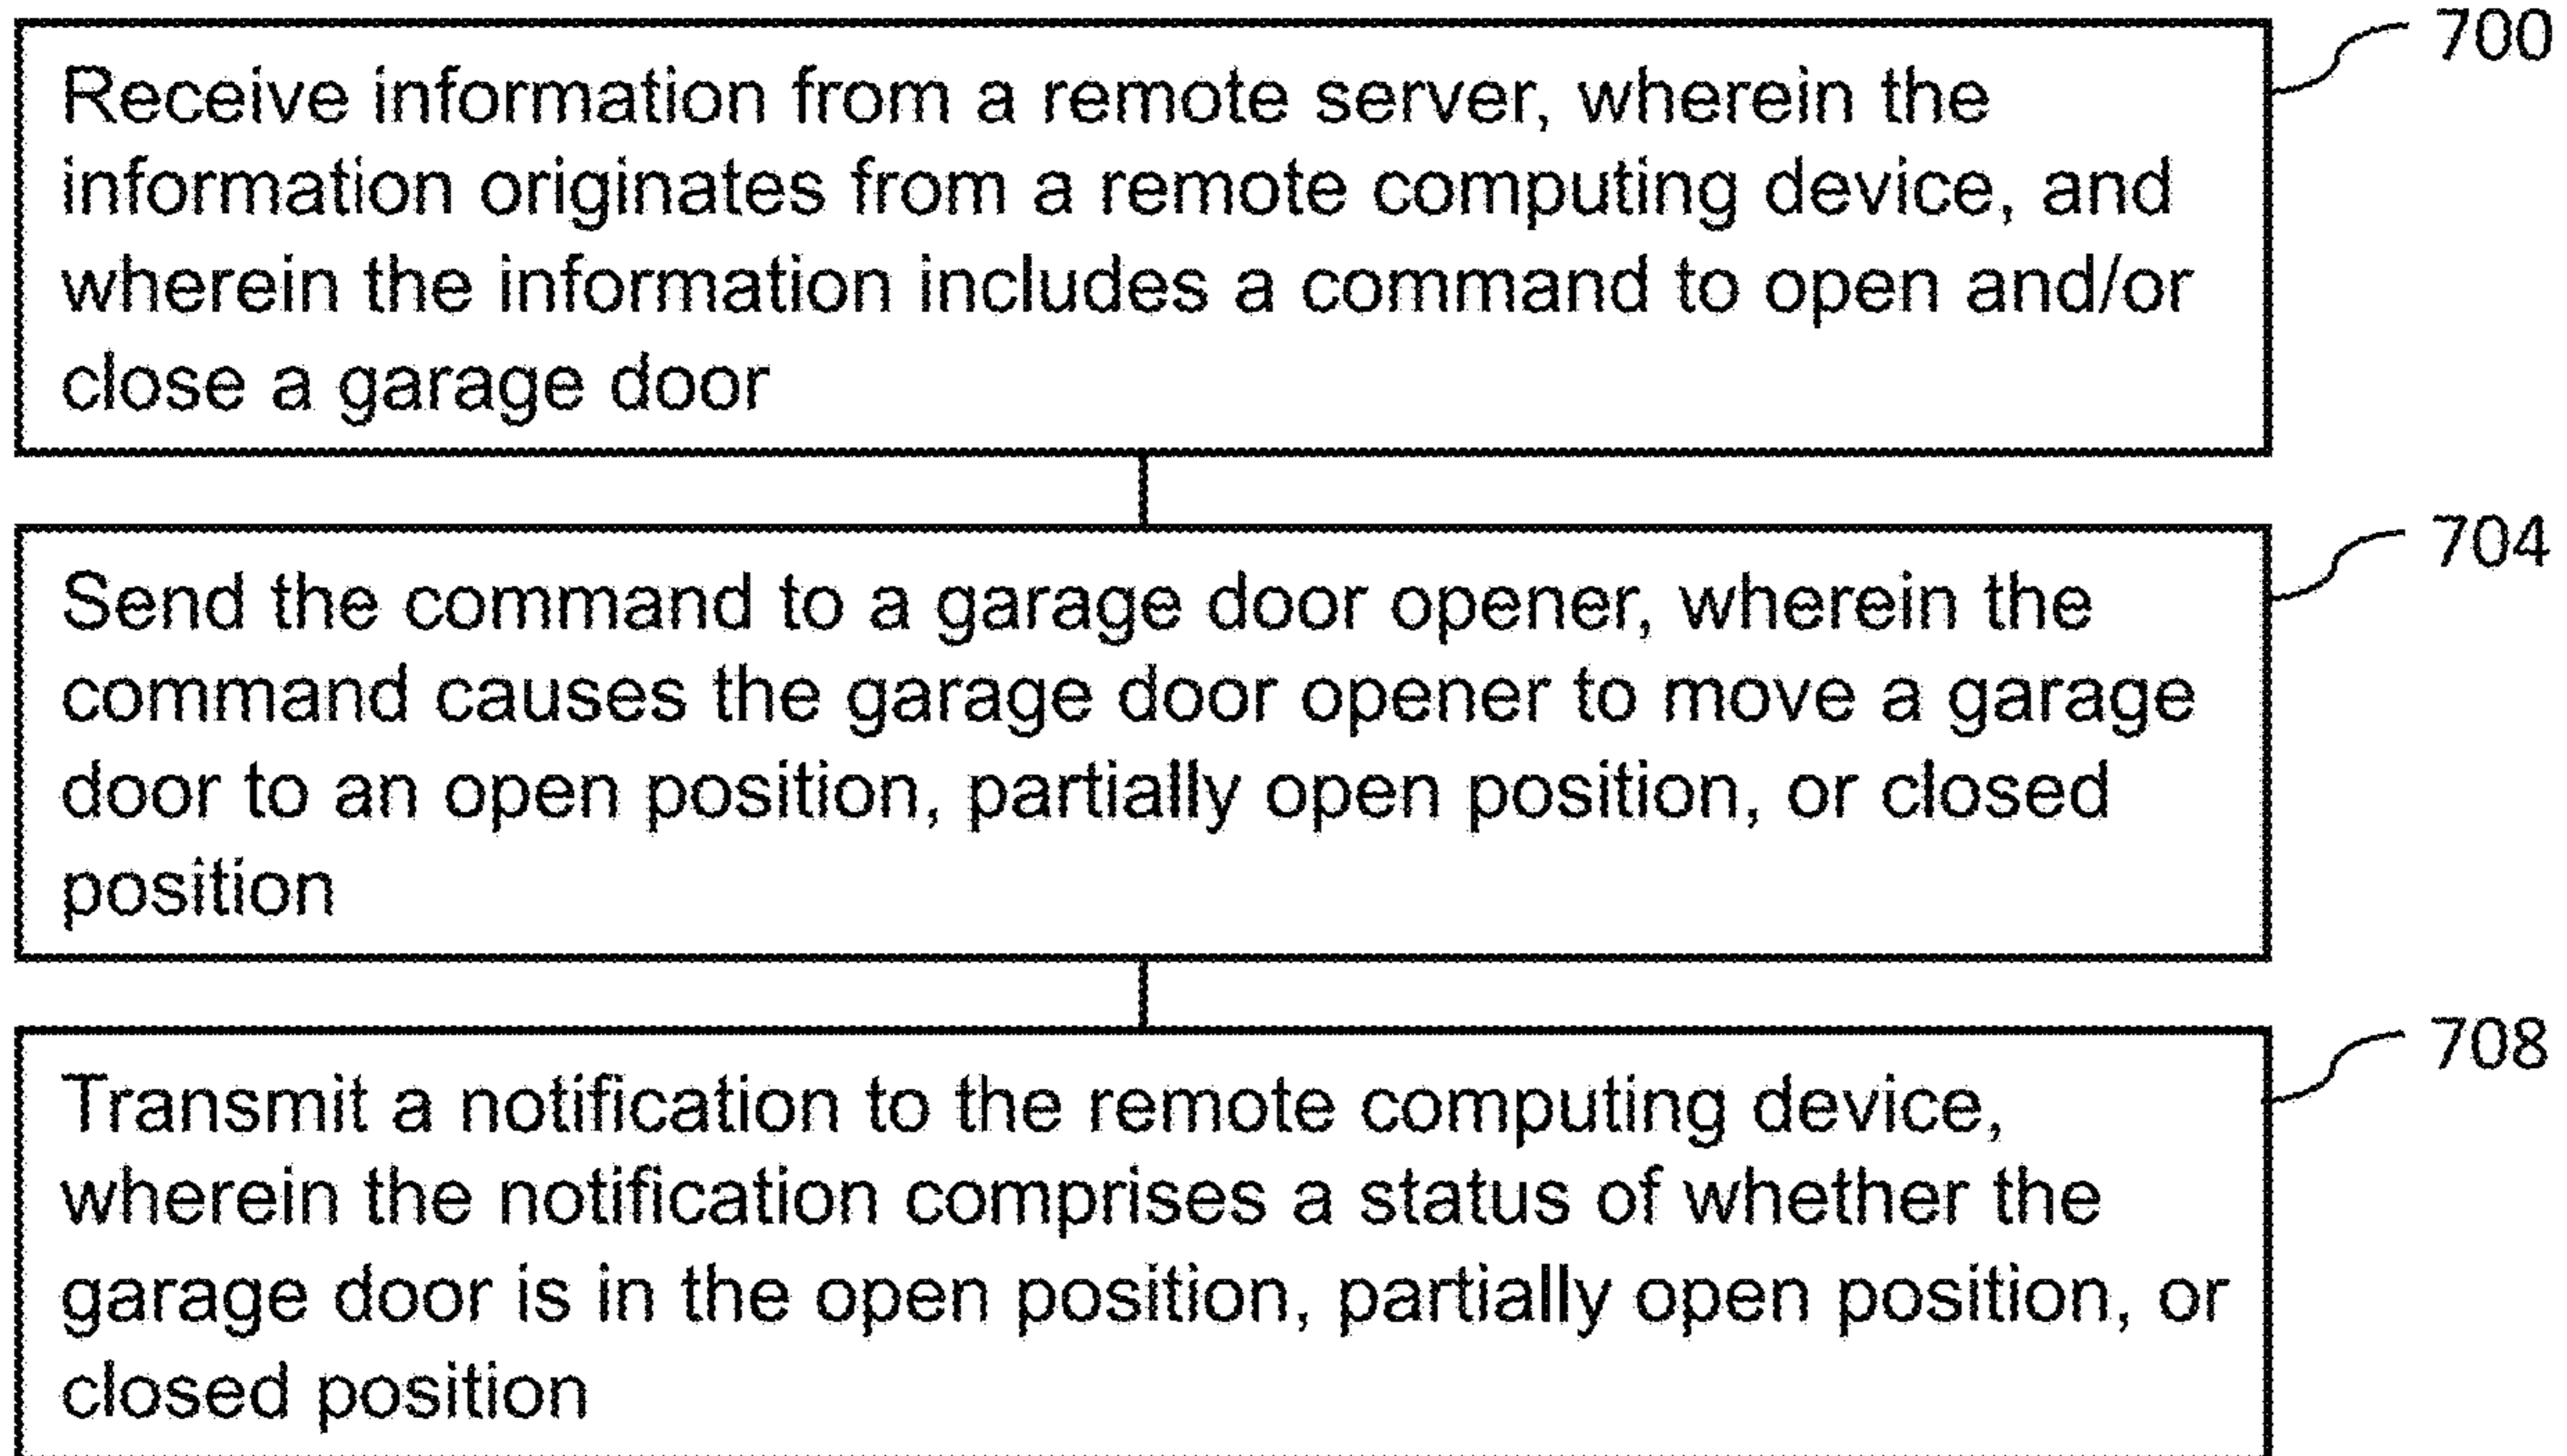 700
Receive information from a remote server, wherein the
information originates from a remote computing device, and
wherein the information includes a command to open and/or
close a garage door
704
Send the command to a garage door opener, wherein the
command causes the garage door opener to move a garage
door to an open position, partially open position, or closed
position
708
Transmit a notification to the remote computing device,
wherein the notification comprises a status of whether the
garage door is in the open position, partially open position, or
closed position